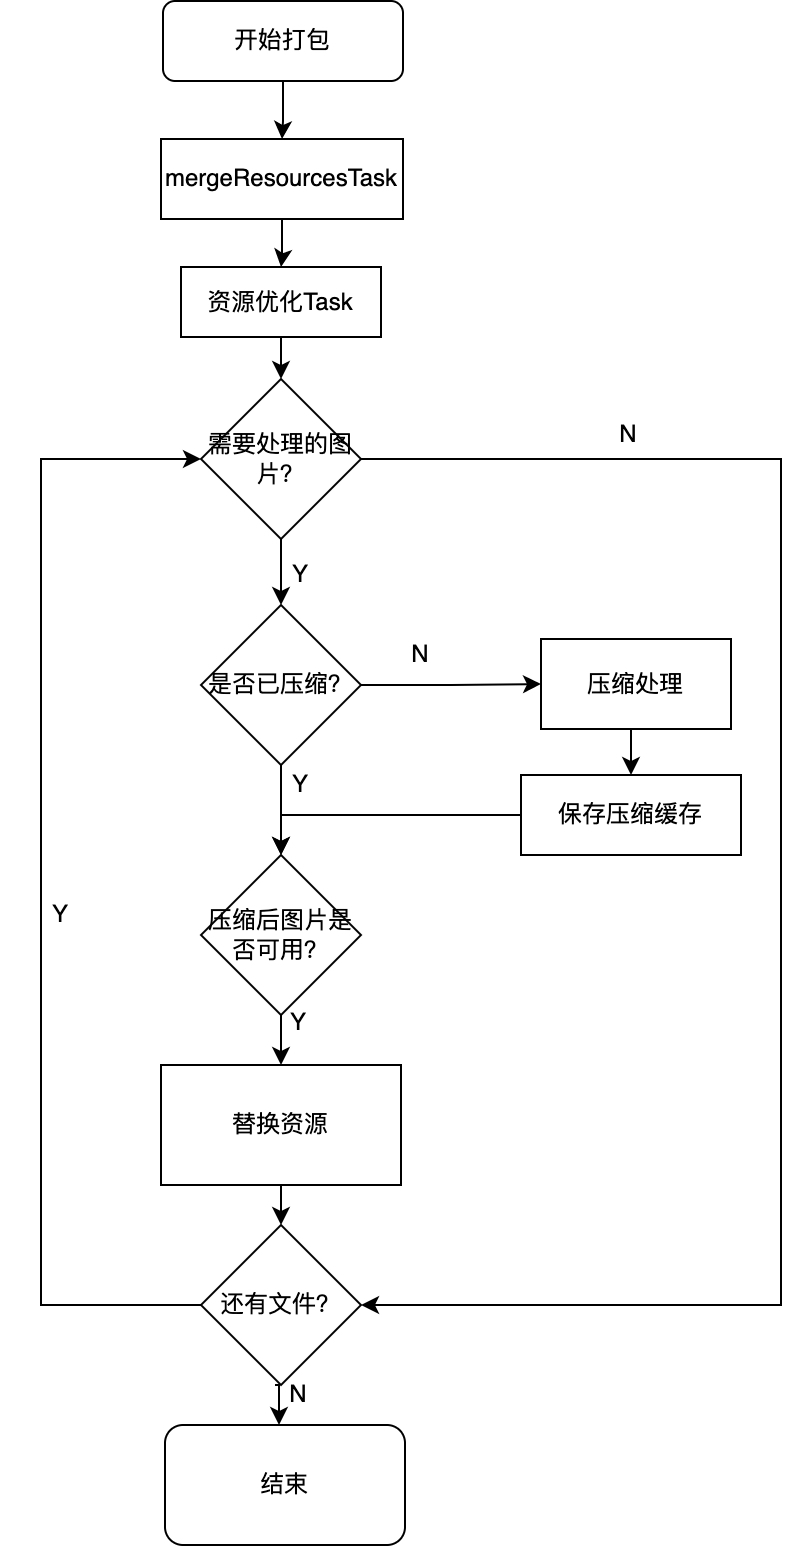 开始打包
mergeResourcesTask
资源优化Task
需要处理的图
片?
N
Y
是否已压缩?
N
压缩处理
Y
保存压缩缓存
Y
压缩后图片是
否可用?
Y
替换资源
还有文件?
N
结束